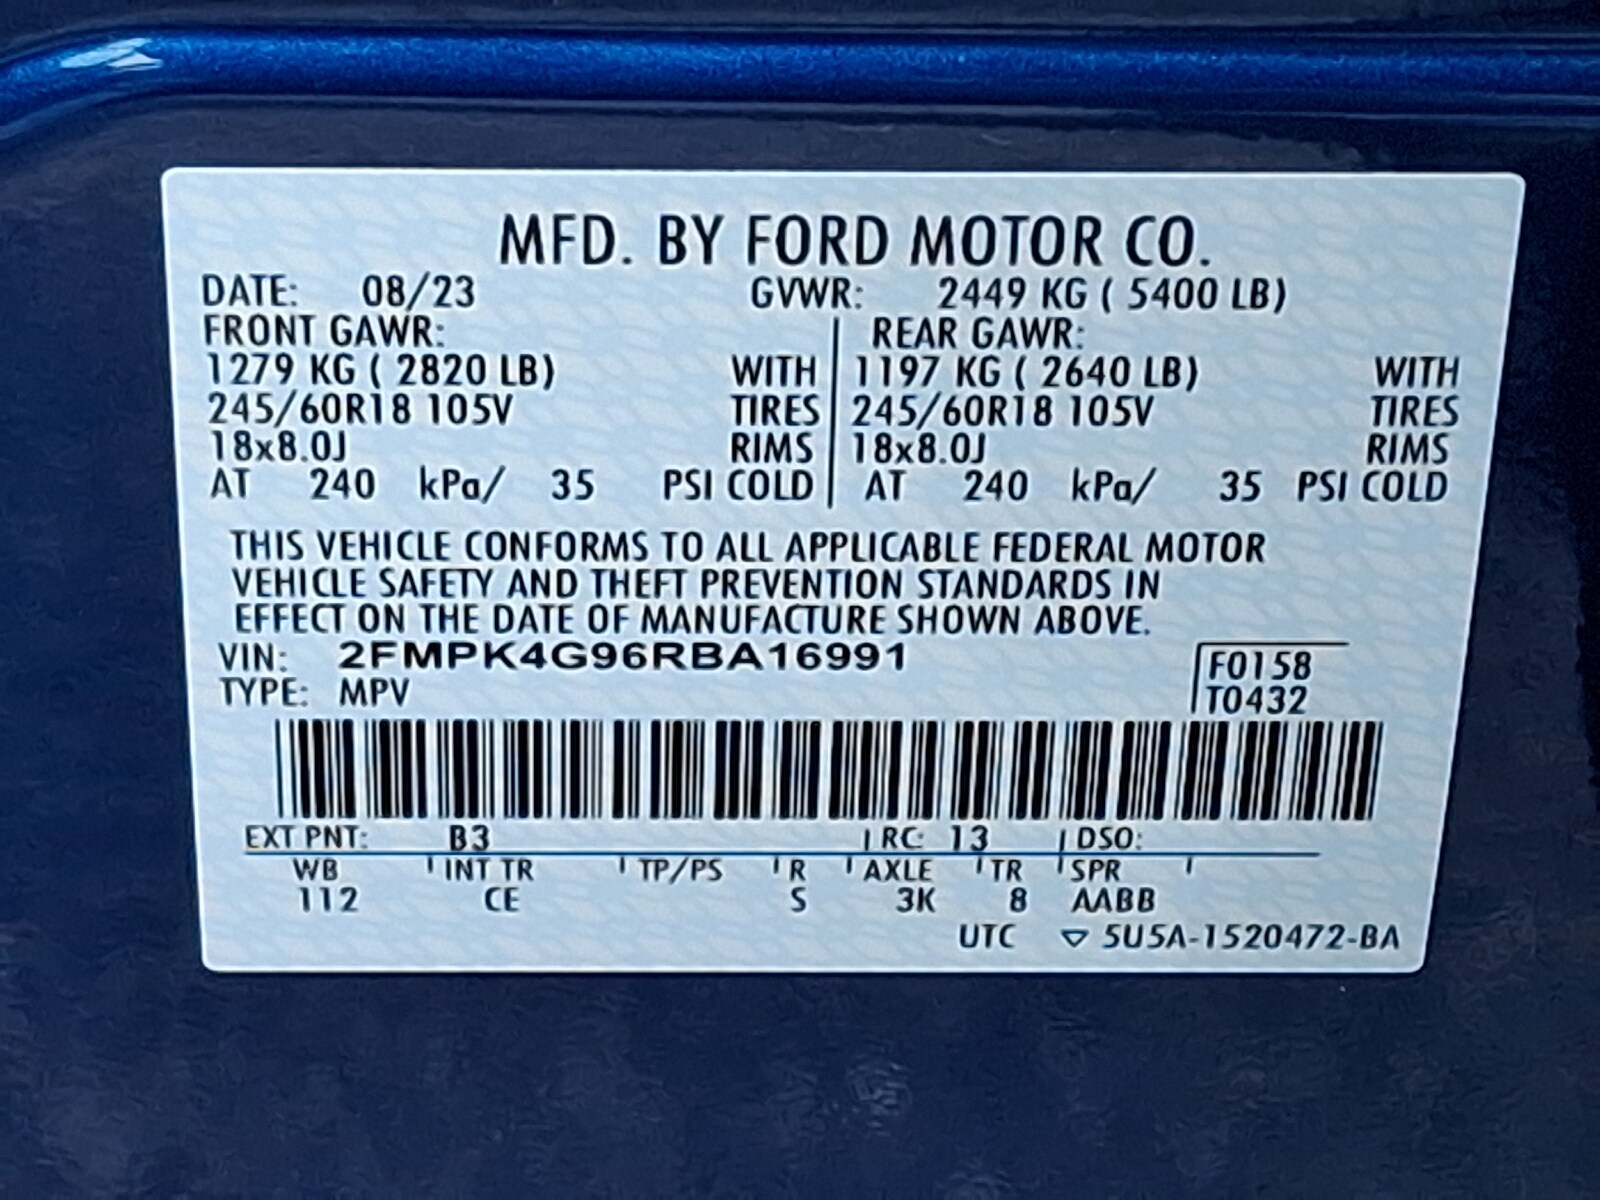 MFD. BY FORD MOTOR CO.
DATE: 08/23 GVWR: 2449 KG ( 5400 LB)
FRONT GAWR: REAR GAWR:
1279 KG ( 2820 LB) WITH 1197 KG ( 2640 LB) WITH
245/60R18 105V TIRES 245/60R18 105V TIRES
18x8.0J RIMS 18x8.0J RIMS
AT 240 kPa/ 35 PSI COLD AT 240 kPa/ 35 PSI COLD
THIS VEHICLE CONFORMS TO ALL APPLICABLE FEDERAL MOTOR
VEHICLE SAFETY AND THEFT PREVENTION STANDARDS IN
EFFECT ON THE DATE OF MANUFACTURE SHOWN ABOVE.
VIN: 2FMPK4G96RBA16991 F0158
TYPE: MPV T0432
EXT PNT: B3 RC: 13 DSO:
WB INT TR TP/PS R AXLE TR SPR
112 CE S 3K 8 AABB
UTC ▽ 5U5A-1520472-BA